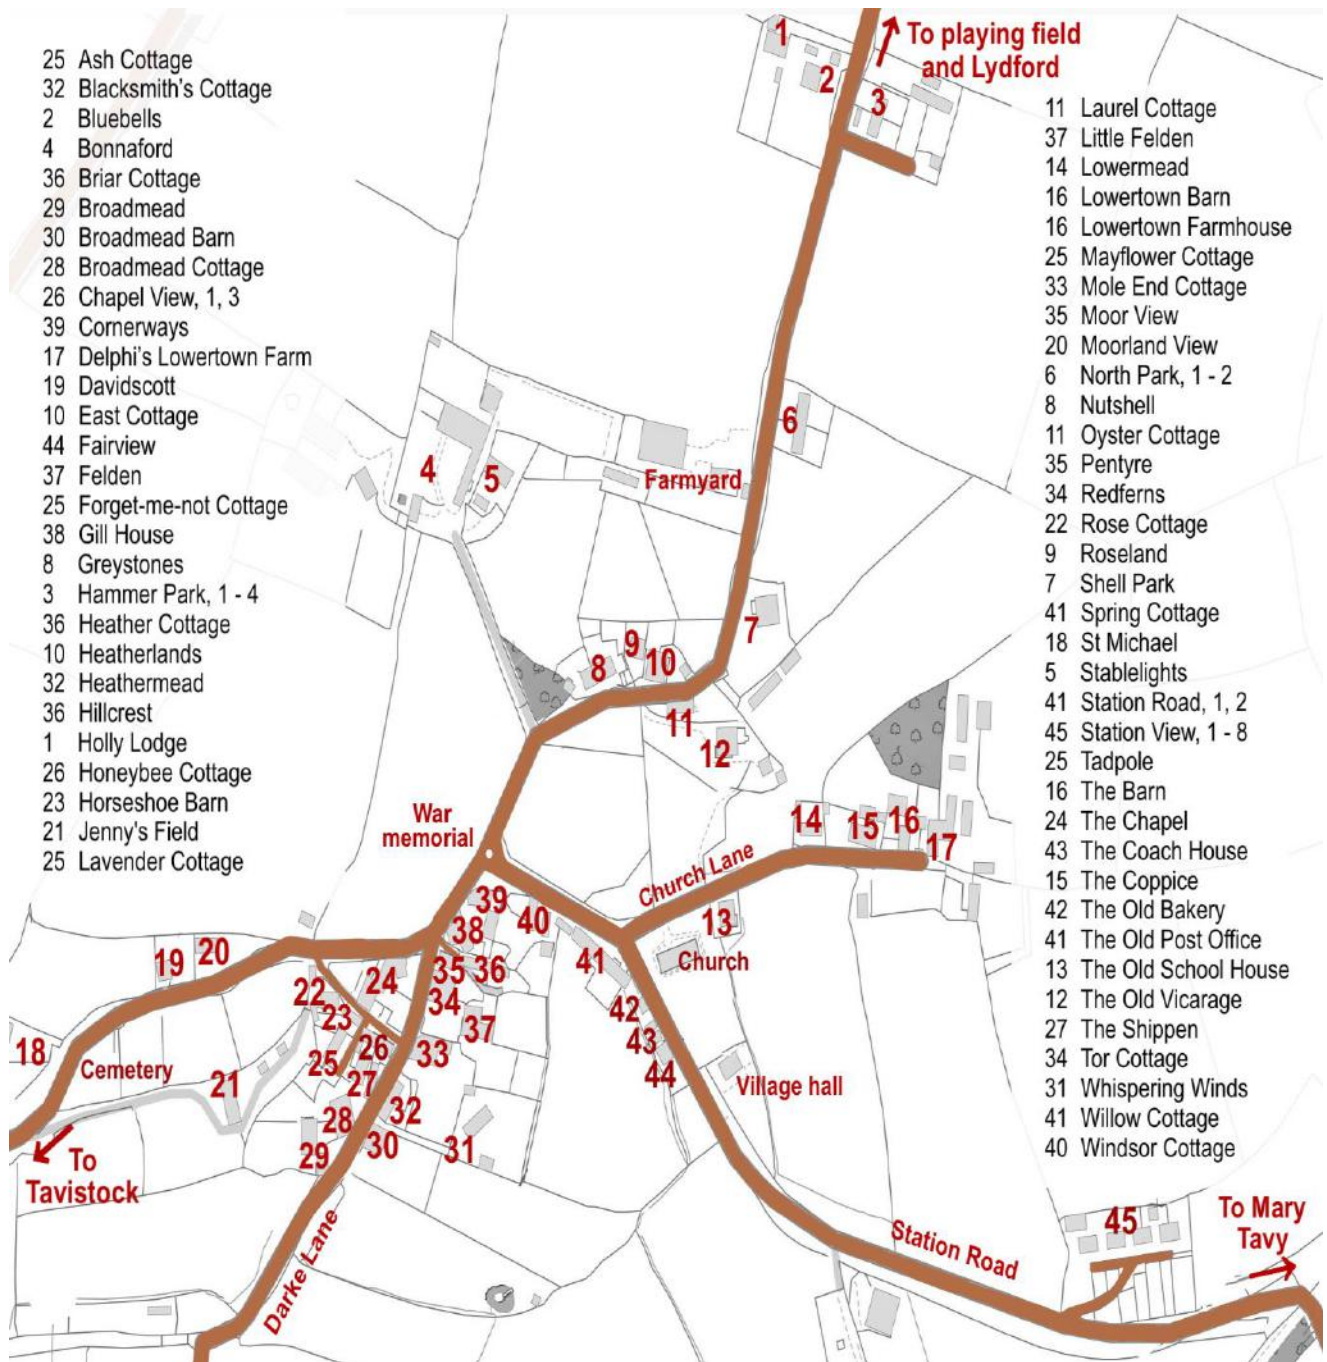 25 Ash Cottage
32 Blacksmith's Cottage
2 Bluebells
4 Bonnaford
36 Briar Cottage
29 Broadmead
30 Broadmead Barn
28 Broadmead Cottage
26 Chapel View, 1, 3
39 Cornerways
17 Delphi's Lowertown Farm
19 Davidscott
10 East Cottage
44 Fairview
37 Felden
25 Forget-me-not Cottage
38 Gill House
8 Greystones
3 Hammer Park, 1 - 4
36 Heather Cottage
10 Heatherlands
32 Heathermead
36 Hillcrest
1 Holly Lodge
26 Honeybee Cottage
23 Horseshoe Barn
21 Jenny's Field
25 Lavender Cottage
11 Laurel Cottage
37 Little Felden
14 Lowermead
16 Lowertown Barn
16 Lowertown Farmhouse
25 Mayflower Cottage
33 Mole End Cottage
35 Moor View
20 Moorland View
6 North Park, 1 - 2
8 Nutshell
11 Oyster Cottage
35 Pentyre
34 Redferns
22 Rose Cottage
9 Roseland
7 Shell Park
41 Spring Cottage
18 St Michael
5 Stablelights
41 Station Road, 1, 2
45 Station View, 1 - 8
25 Tadpole
16 The Barn
24 The Chapel
43 The Coach House
15 The Coppice
42 The Old Bakery
41 The Old Post Office
13 The Old School House
12 The Old Vicarage
27 The Shippen
34 Tor Cottage
31 Whispering Winds
41 Willow Cottage
40 Windsor Cottage
To playing field
and Lydford
1
2
3
6
4
5
Farmyard
7
9
8
10
11
12
War
memorial
14
15
16
17
Church Lane
39
40
13
38
Church
19
20
35
36
41
24
22
34
42
23
37
43
18
26
33
25
44
Cemetery
21
27
Village hall
28
32
30
31
29
To
Tavistock
Darke Lane
Station Road
45
To Mary
Tavy